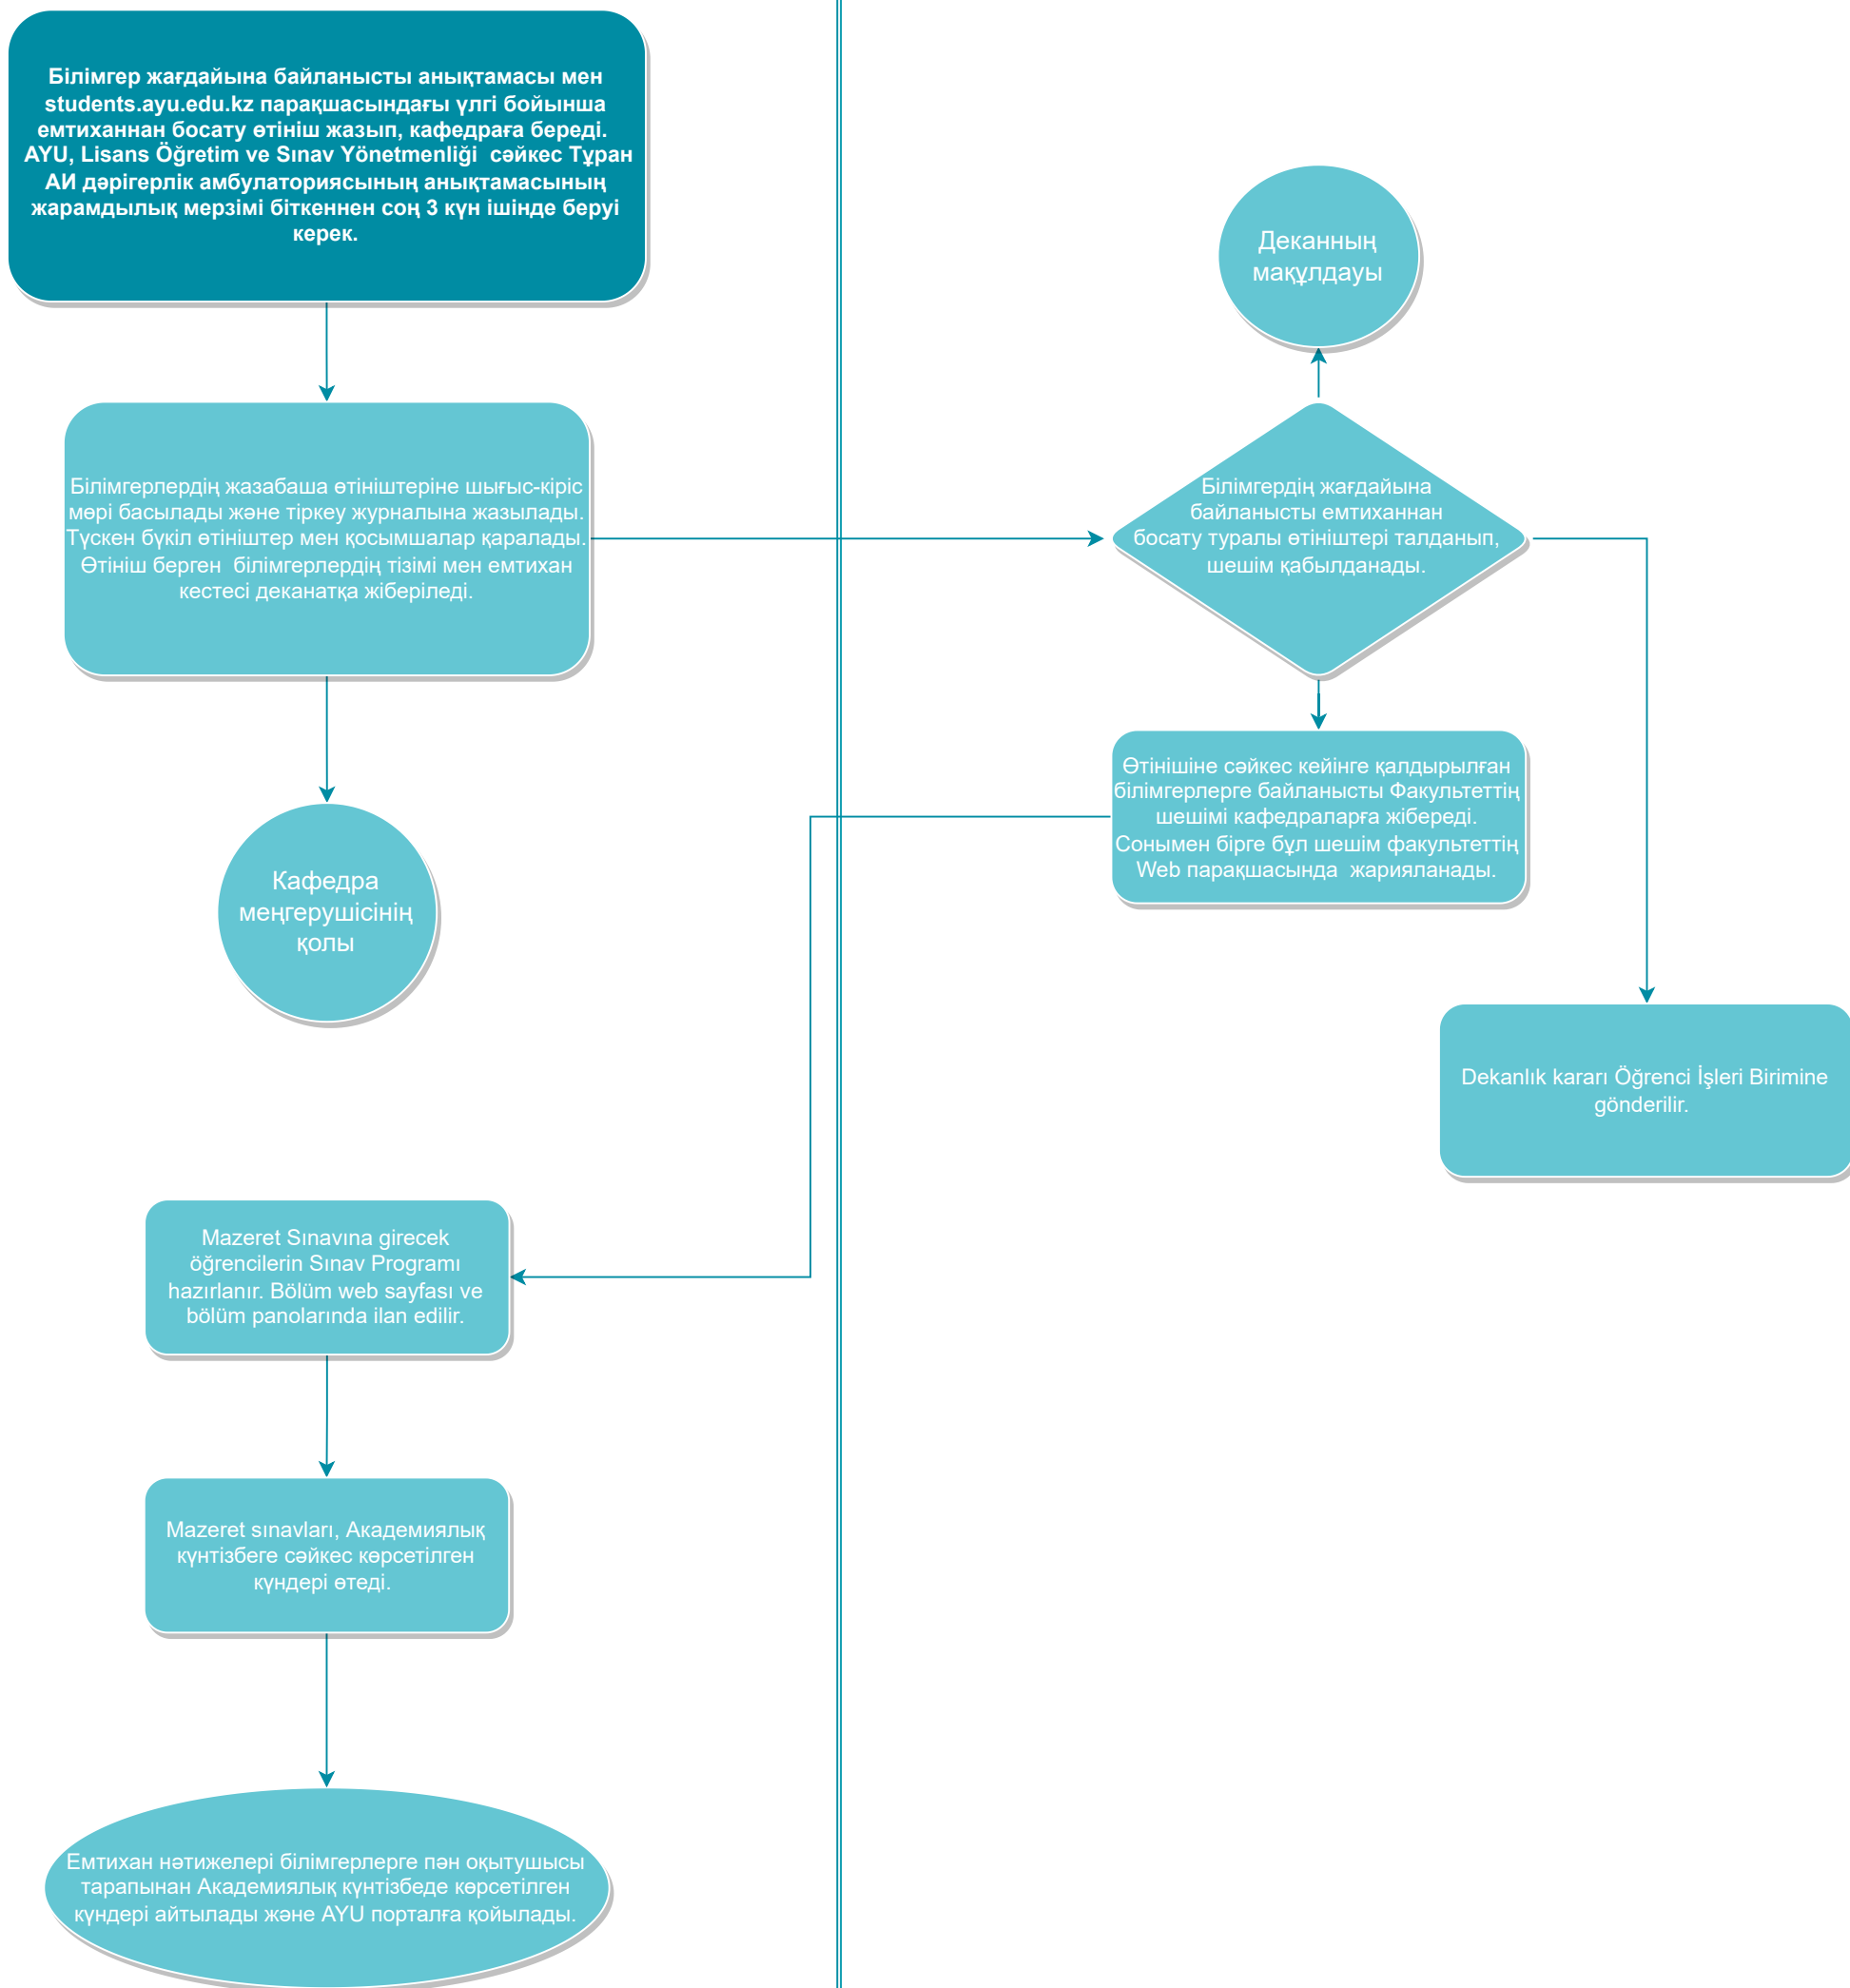 Білімгер жағдайына байланысты анықтамасы мен
students.ayu.edu.kz парақшасындағы үлгі бойынша
емтиханнан босату өтініш жазып, кафедраға береді.
AYU, Lisans Öğretim ve Sınav Yönetmenliği сәйкес Тұран
АИ дәрігерлік амбулаториясының анықтамасының
жарамдылық мерзімі біткеннен соң 3 күн ішінде беруі
керек.
Деканның
мақұлдауы
Білімгерлердің жазабаша өтініштеріне шығыс-кіріс
мөрі басылады және тіркеу журналына жазылады.
Түскен бүкіл өтініштер мен қосымшалар қаралады.
Өтініш берген білімгерлердің тізімі мен емтихан
кестесі деканатқа жіберіледі.
Білімгердің жағдайына
байланысты емтиханнан
босату туралы өтініштері талданып,
шешім қабылданады.
Өтінішіне сәйкес кейінге қалдырылған
білімгерлерге байланысты Факультеттің
шешімі кафедраларға жібереді.
Сонымен бірге бұл шешім факультеттің
Web парақшасында жарияланады.
Кафедра
меңгерушісінің
қолы
Dekanlık kararı Öğrenci İşleri Birimine
gönderilir.
Mazeret Sınavına girecek
öğrencilerin Sınav Programı
hazırlanır. Bölüm web sayfası ve
bölüm panolarında ilan edilir.
Mazeret sınavları, Академиялық
күнтізбеге сәйкес көрсетілген
күндері өтеді.
Емтихан нәтижелері білімгерлерге пән оқытушысы
тарапынан Академиялық күнтізбеде көрсетілген
күндері айтылады және AYU порталға қойылады.